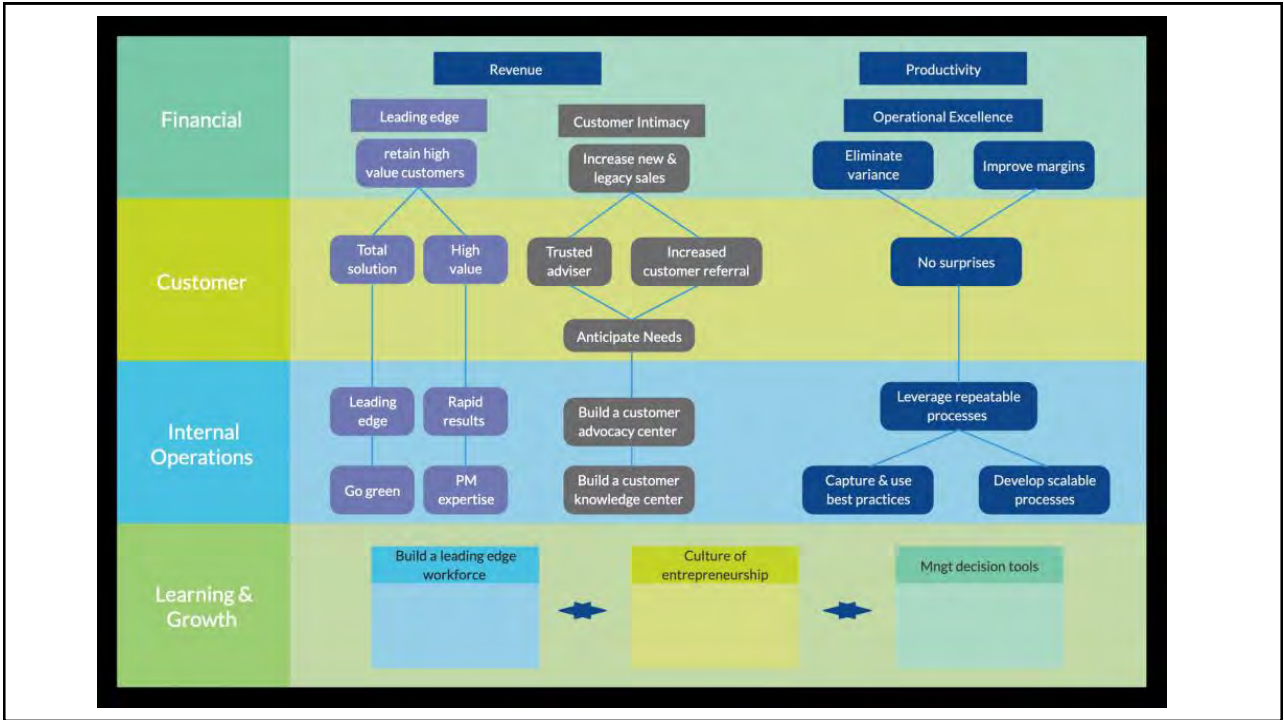 Financial
Revenue
Productivity
Leading edge
Customer Intimacy
Operational Excellence
retain high
value customers
Increase new &
legacy sales
Eliminate
variance
Improve margins
Customer
Total
solution
High
value
Trusted
adviser
Increased
customer referral
No surprises
Anticipate Needs
Internal
Operations
Leading
edge
Rapid
results
Build a customer
advocacy center
Leverage repeatable
processes
Go green
PM
expertise
Build a customer
knowledge center
Capture & use
best practices
Develop scalable
processes
Learning &
Growth
Build a leading edge
workforce
Culture of
entrepreneurship
Mngt decision tools